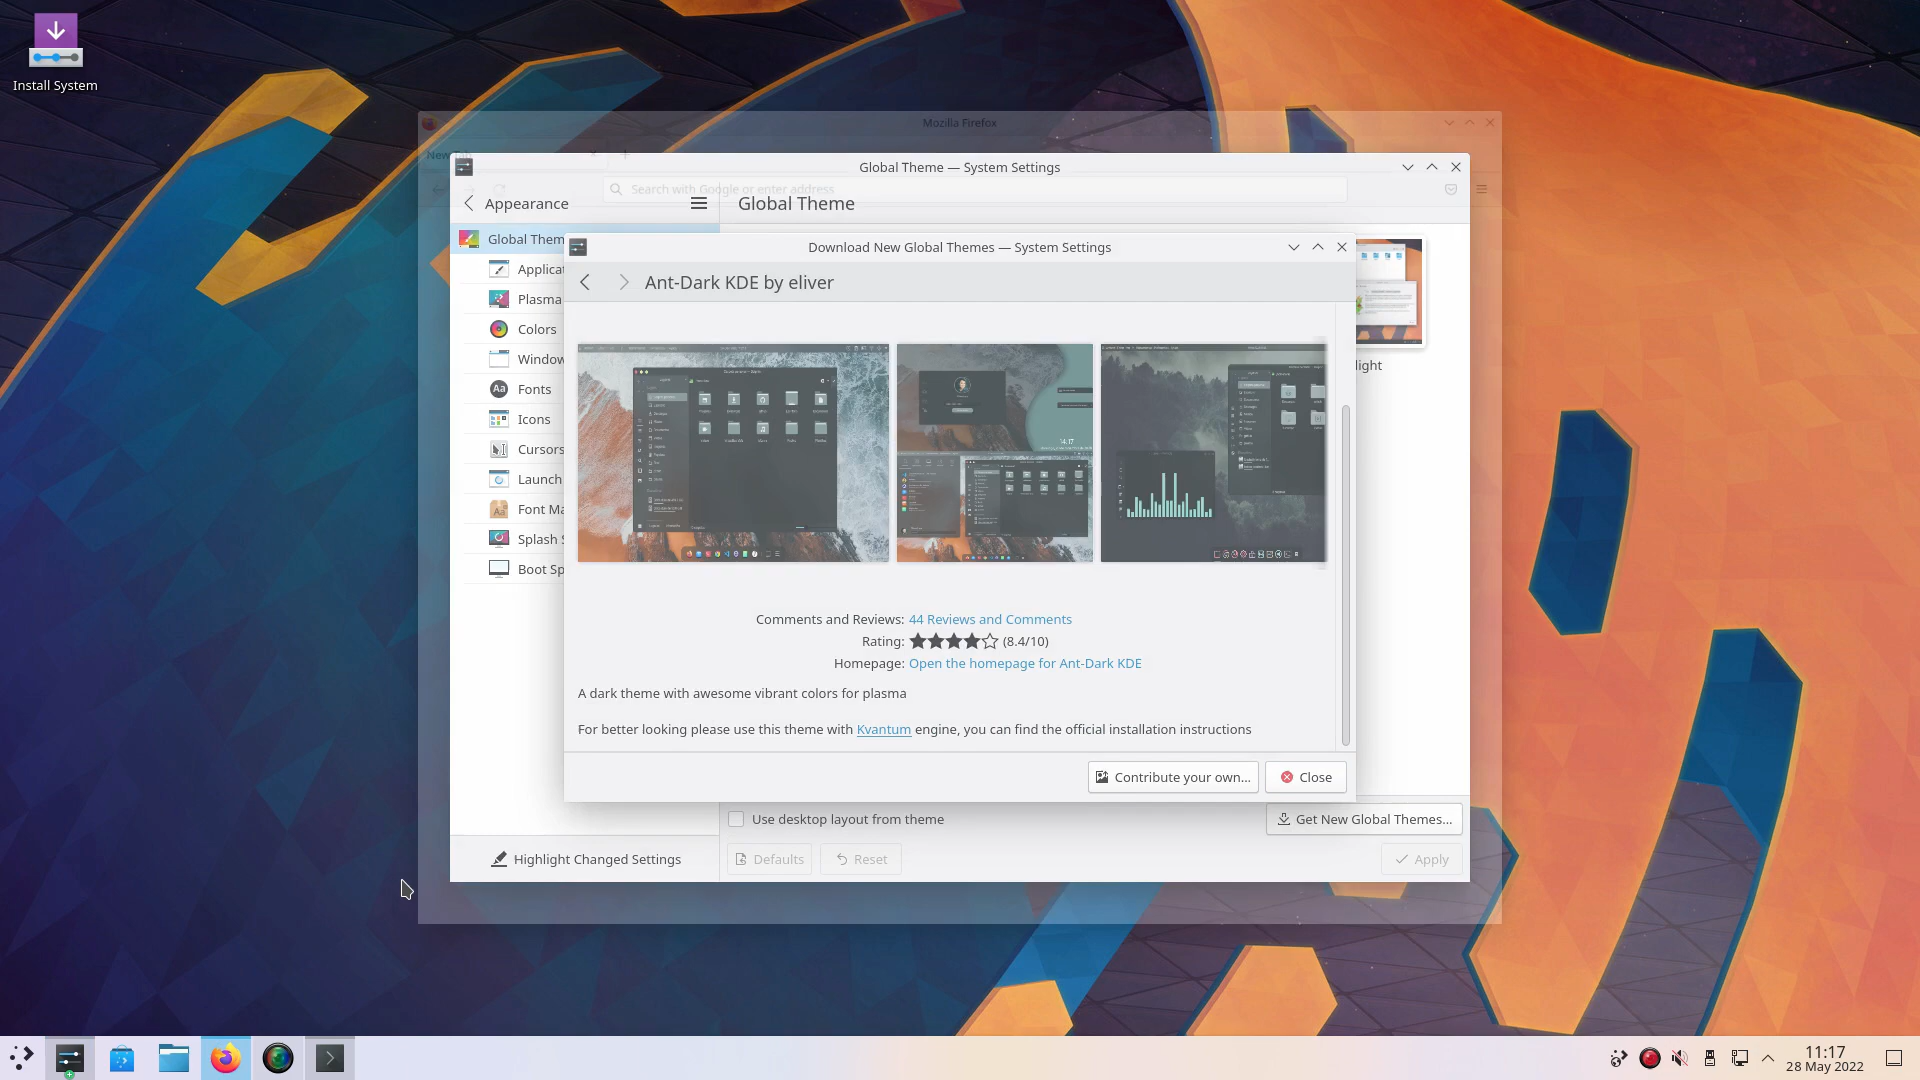 Install System
Mozilla Firefox
New Tab
Search with Google or enter address
Global Theme — System Settings
Appearance
Global Theme
Global Them
Download New Global Themes — System Settings
Applicat
Plasma
Colors
Window
Fonts
Icons
Cursors
Launch
Font Ma
Splash S
Boot Sp
Ant-Dark KDE by eliver
14:17
light
Comments and Reviews: 44 Reviews and Comments
Rating: (8.4/10)
Homepage: Open the homepage for Ant-Dark KDE
A dark theme with awesome vibrant colors for plasma
For better looking please use this theme with Kvantum engine, you can find the official installation instructions
Contribute your own...
Close
Use desktop layout from theme
Get New Global Themes...
Highlight Changed Settings
Defaults
Reset
Apply
11:17
28 May 2022